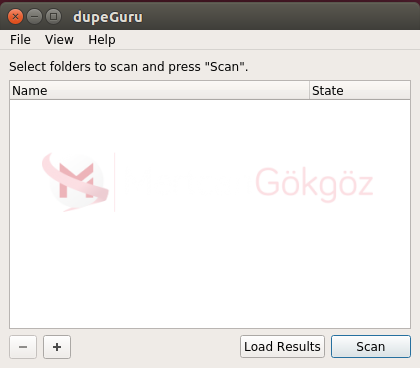 dupeGuru
File View Help
Select folders to scan and press "Scan".
Name State
M Gökgöz
Load Results Scan